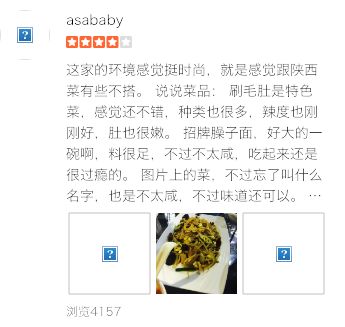 asababy
这家的环境感觉挺时尚，就是感觉跟陕西
菜有些不搭。 说说菜品： 刷毛肚是特色
菜，感觉还不错，种类也很多，辣度也刚
刚好，肚也很嫩。 招牌臊子面，好大的一
碗啊，料很足，不过不太咸，吃起来还是
很过瘾的。 图片上的菜，不过忘了叫什么
名字，也是不太咸，不过味道还可以。 …
浏览4157